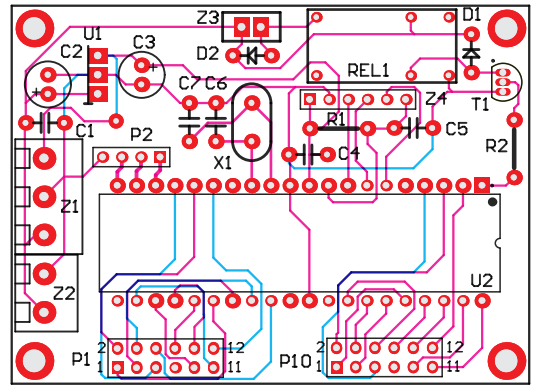 Z3
D1
U1
C2
C3
D2
REL1
+
+
C7
C6
Z4
T1
C1
P2
R1
C5
R2
X1
C4
Z1
Z2
U2
P1
2
12
1
11
P10
2
12
1
11